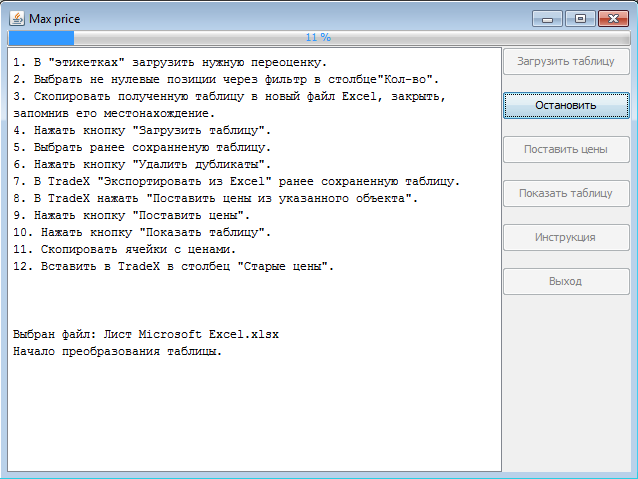 Max price
11 %
1. В "этикетках" загрузить нужную переоценку.
2. Выбрать не нулевые позиции через фильтр в столбце"Кол-во".
3. Скопировать полученную таблицу в новый файл Excel, закрыть,
запомнив его местонахождение.
4. Нажать кнопку "Загрузить таблицу".
5. Выбрать ранее сохраненную таблицу.
6. Нажать кнопку "Удалить дубликаты".
7. В TradeX "Экспортировать из Excel" ранее сохраненную таблицу.
8. В TradeX нажать "Поставить цены из указанного объекта".
9. Нажать кнопку "Поставить цены".
10. Нажать кнопку "Показать таблицу".
11. Скопировать ячейки с ценами.
12. Вставить в TradeX в столбец "Старые цены".
Выбран файл: Лист Microsoft Excel.xlsx
Начало преобразования таблицы.
Загрузить таблицу
Остановить
Поставить цены
Показать таблицу
Инструкция
Выход